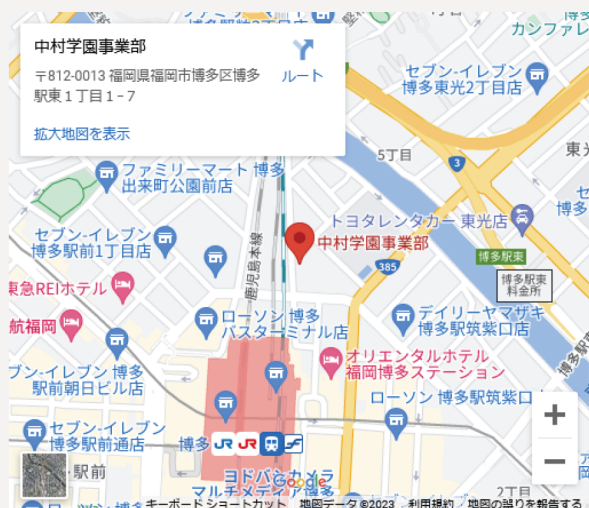 中村学園事業部
〒812-0013 福岡県福岡市博多区博多
駅東1丁目1−7
ルート
拡大地図を表示
カンファレ
セブン-イレブン
博多東光2丁目店
5丁目
3
ファミリーマート 博多
出来町公園前店
トヨタレンタカー 東光店
中村学園事業部
セブン-イレブン
博多駅前1丁目店
鹿児島本線
385
博多駅東
博多駅東
料金所
東急REIホテル
航福岡
ローソン 博多
バスターミナル店
デイリーヤマザキ
博多駅筑紫口店
オリエンタルホテル
福岡博多ステーション
ブン-イレブン 博多
駅前朝日ビル店
ローソン 博多駅筑紫口
セブン-イレブン
博多駅前通店
博多
JR
JR
駅前
ヨドバシカメラ
マルチメディア博多
Google
2丁目
+
−
キーボード ショートカット
地図データ ©2023
利用規約
地図の誤りを報告する